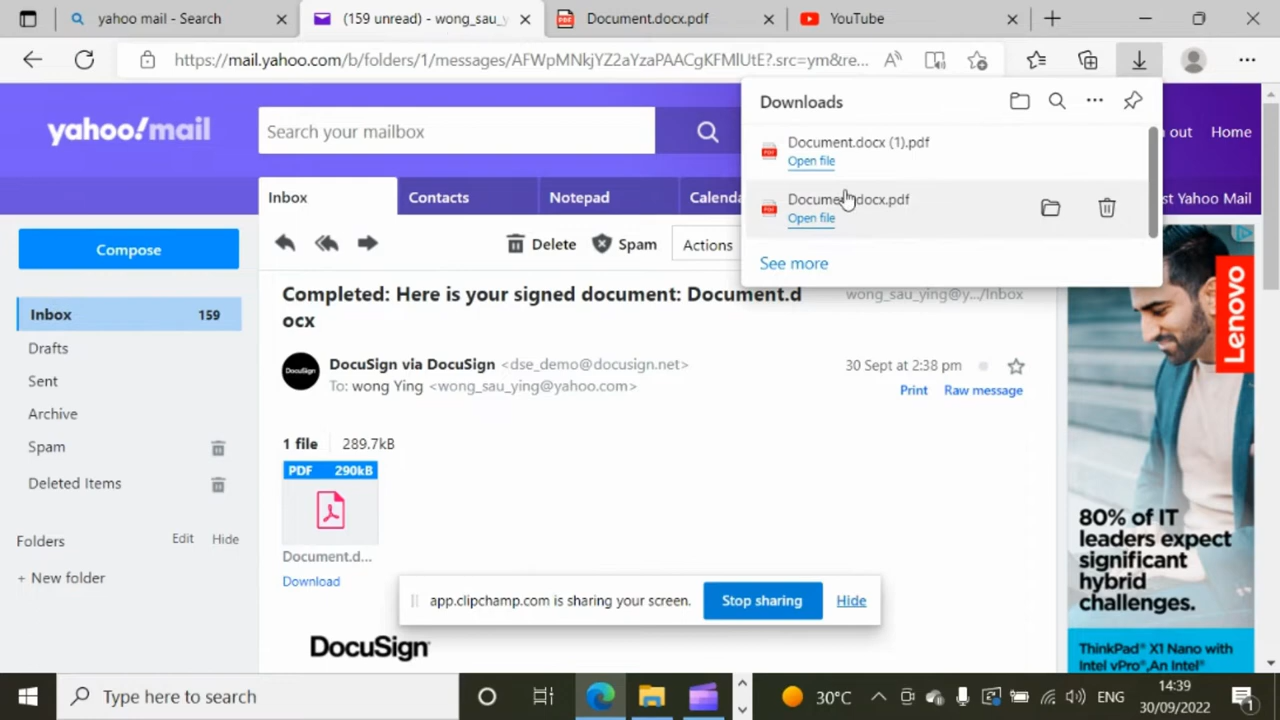 yahoo mail - Search
(159 unread) - wong_sau_y
Document.docx.pdf
YouTube
https://mail.yahoo.com/b/folders/1/messages/AFWpMNkjYZ2aYzaPAACgKFMlUtE?.src=ym&re...
Downloads
Document.docx (1).pdf
Open file
Document.docx.pdf
Open file
See more
yahoo!mail
Search your mailbox
out
Home
Inbox
Contacts
Notepad
Calenda
st Yahoo Mail
Compose
Delete
Spam
Actions
Completed: Here is your signed document: Document.d
ocx
wong_sau_ying@y.../Inbox
Inbox 159
Drafts
Sent
Archive
Spam
Deleted Items
Folders
Edit
Hide
+ New folder
DocuSign
DocuSign via DocuSign <dse_demo@docusign.net>
30 Sept at 2:38 pm
To: wong Ying <wong_sau_ying@yahoo.com>
Print
Raw message
1 file
289.7kB
PDF 290kB
Document.d...
Download
app.clipchamp.com is sharing your screen.
Stop sharing
Hide
DocuSign
Lenovo
80% of IT
leaders expect
significant
hybrid
challenges.
ThinkPad X1 Nano with
Intel vPro®,An Intel®
Type here to search
30°C
ENG
14:39
30/09/2022
1